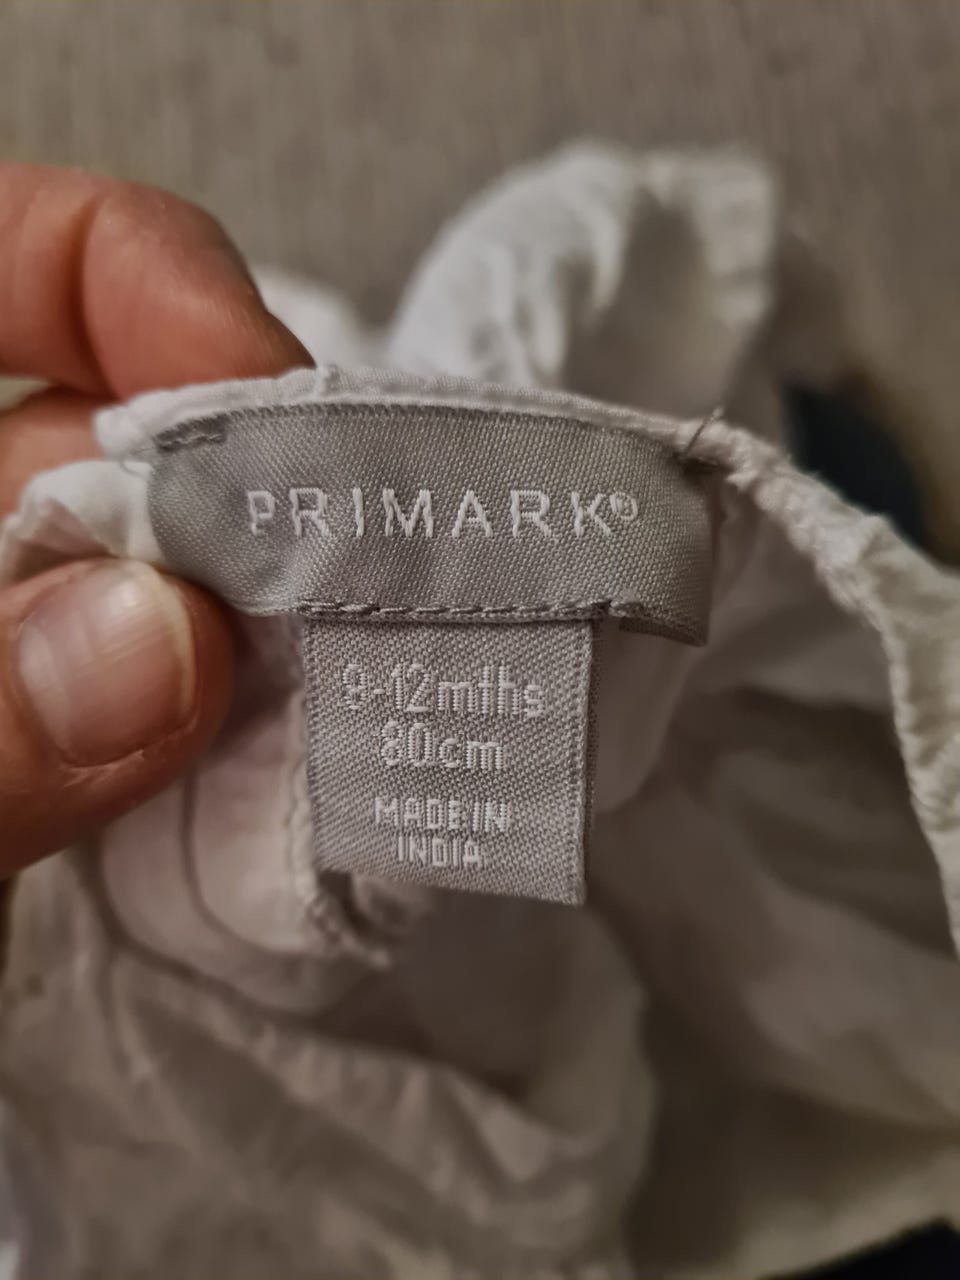 PRIMARK®
9-12mths
80cm
MADE IN
INDIA